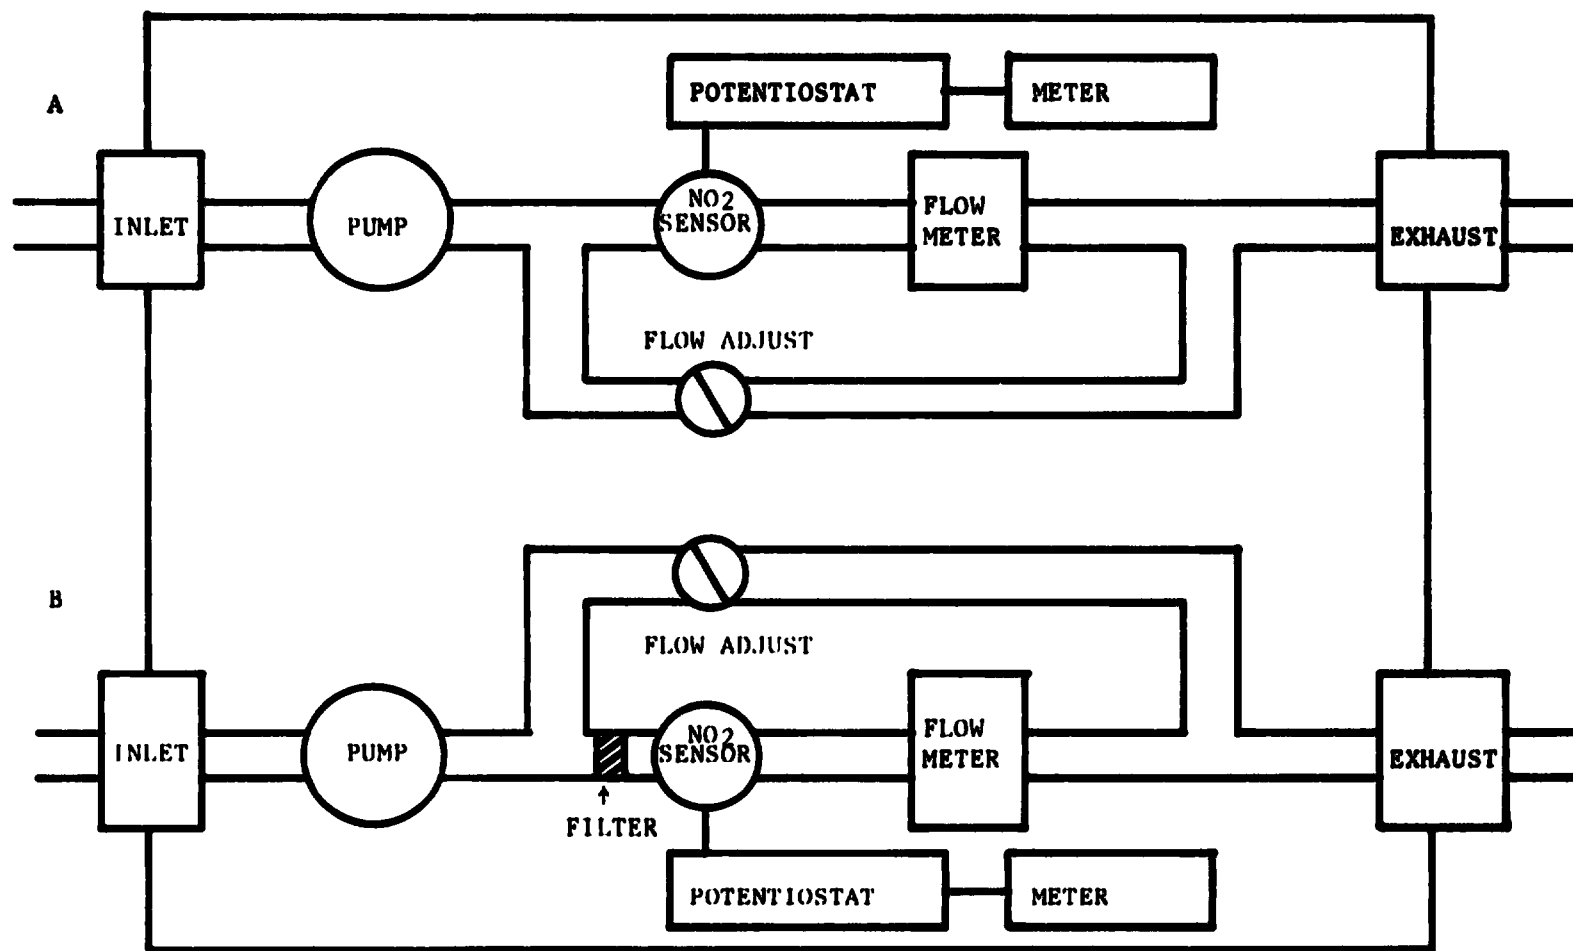 A
POTENTIOSTAT
METER
INLET
PUMP
NO2
SENSOR
FLOW
METER
EXHAUST
FLOW ADJUST
B
FLOW ADJUST
INLET
PUMP
NO2
SENSOR
FLOW
METER
EXHAUST
FILTER
POTENTIOSTAT
METER